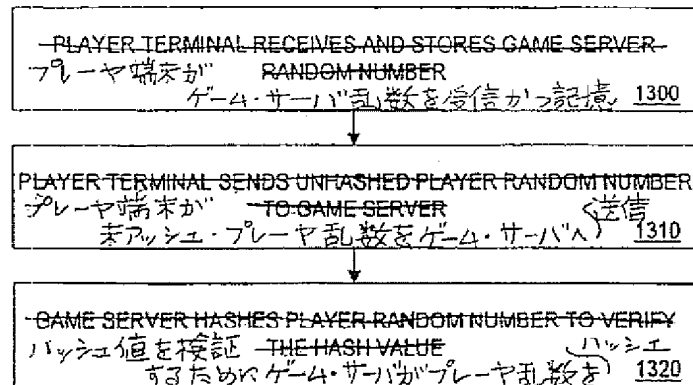 PLAYER TERMINAL RECEIVES AND STORES GAME SERVER
プレーヤ端末が RANDOM NUMBER
ゲーム・サーバ乱数を受信かつ記憶 1300
PLAYER TERMINAL SENDS UNHASHED PLAYER RANDOM NUMBER
プレーヤ端末が TO GAME SERVER 送信
未アッシュ・プレーヤ乱数をゲーム・サーバへ 1310
GAME SERVER HASHES PLAYER RANDOM NUMBER TO VERIFY
ハッシュ値を検証 THE HASH VALUE ハッシュ
するためにゲーム・サーバがプレーヤ乱数を 1320